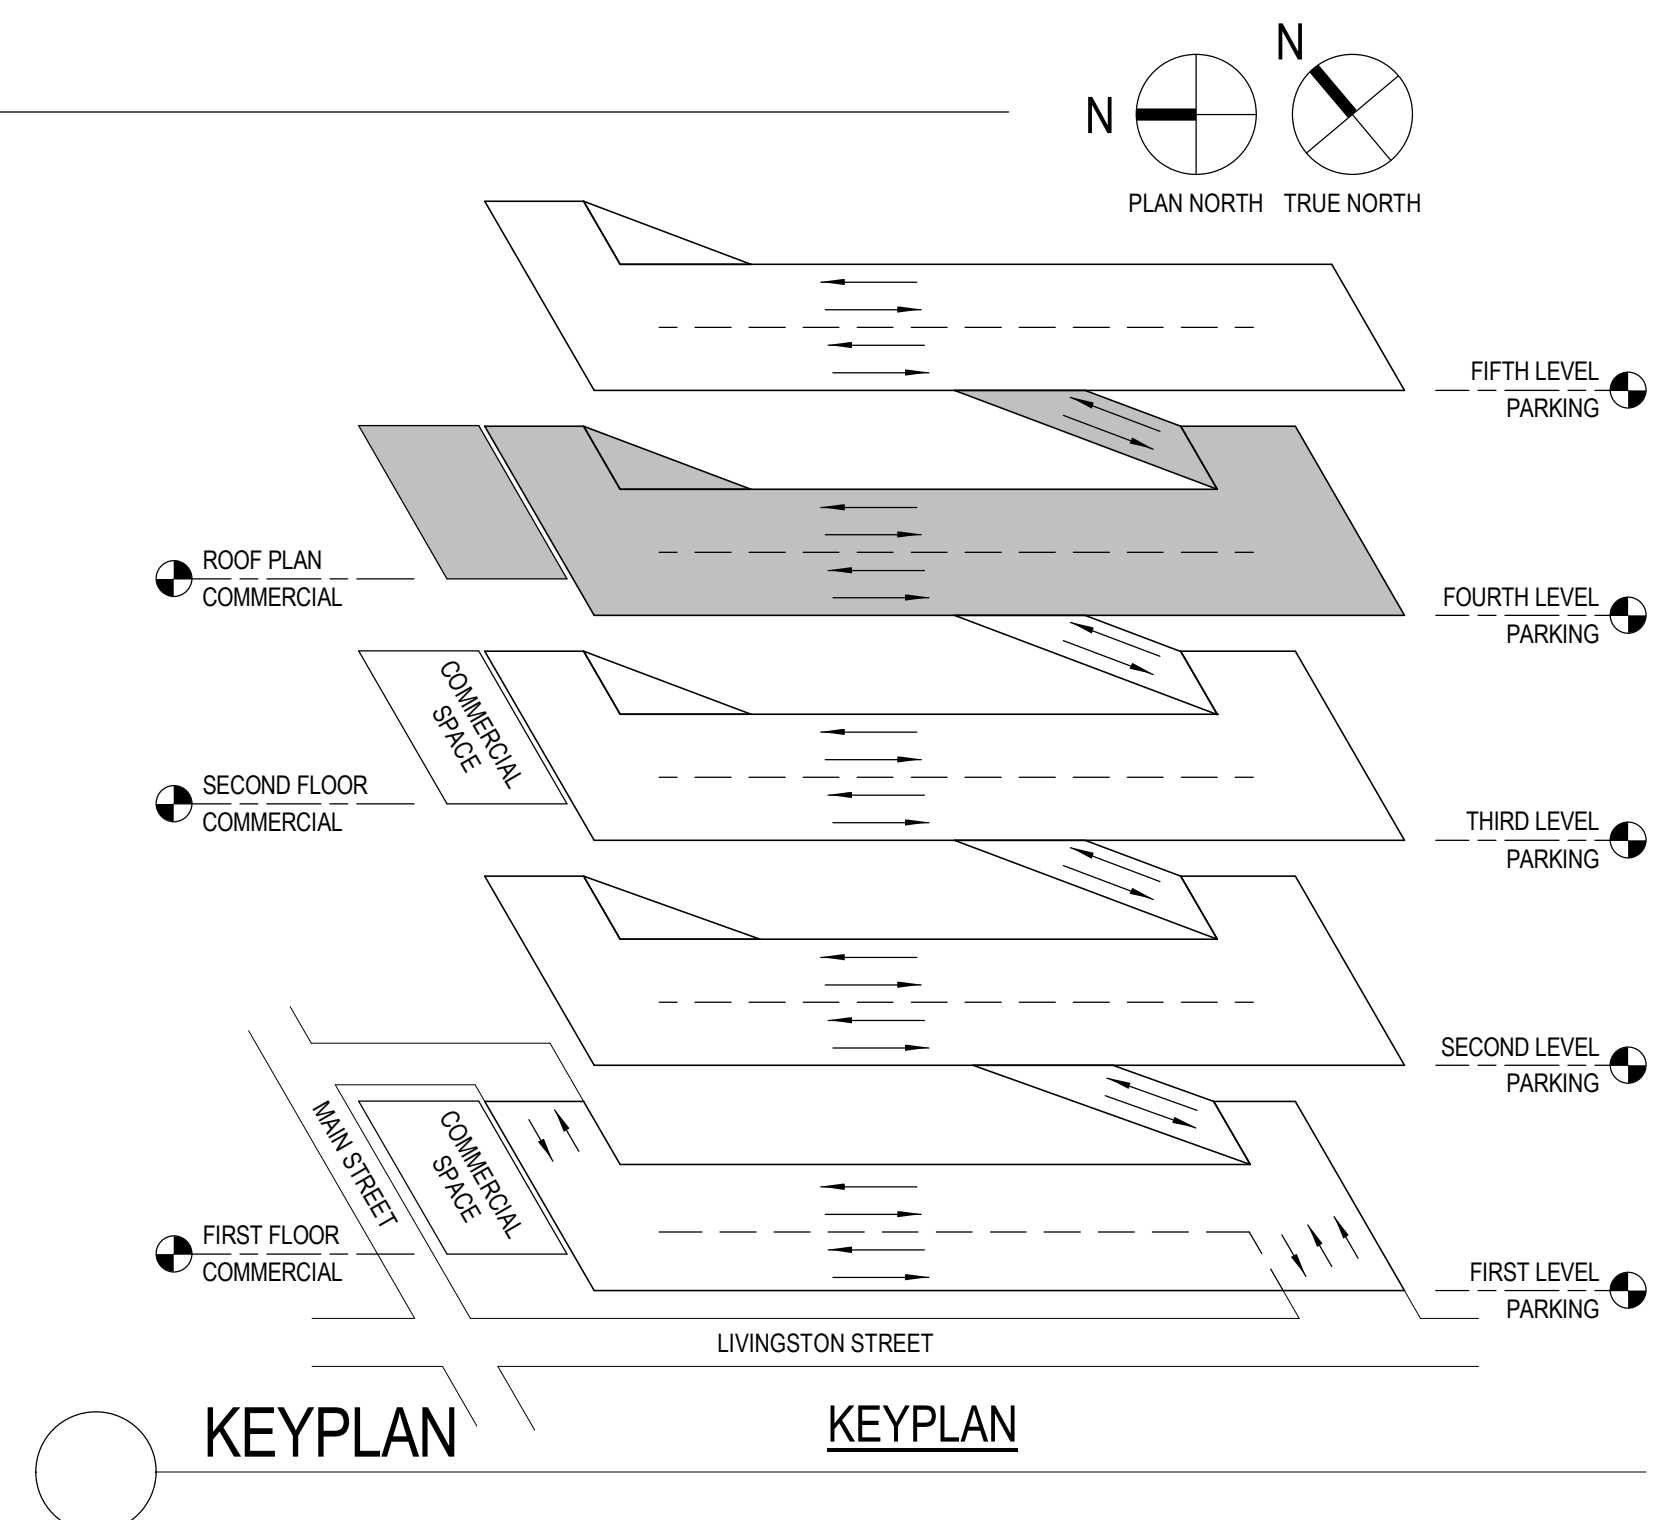 N
N
PLAN NORTH
TRUE NORTH
FIFTH LEVEL
PARKING
ROOF PLAN
COMMERCIAL
FOURTH LEVEL
PARKING
COMMERCIAL
SPACE
SECOND FLOOR
COMMERCIAL
THIRD LEVEL
PARKING
SECOND LEVEL
PARKING
MAIN STREET
COMMERCIAL
SPACE
FIRST FLOOR
COMMERCIAL
FIRST LEVEL
PARKING
LIVINGSTON STREET
KEYPLAN
KEYPLAN